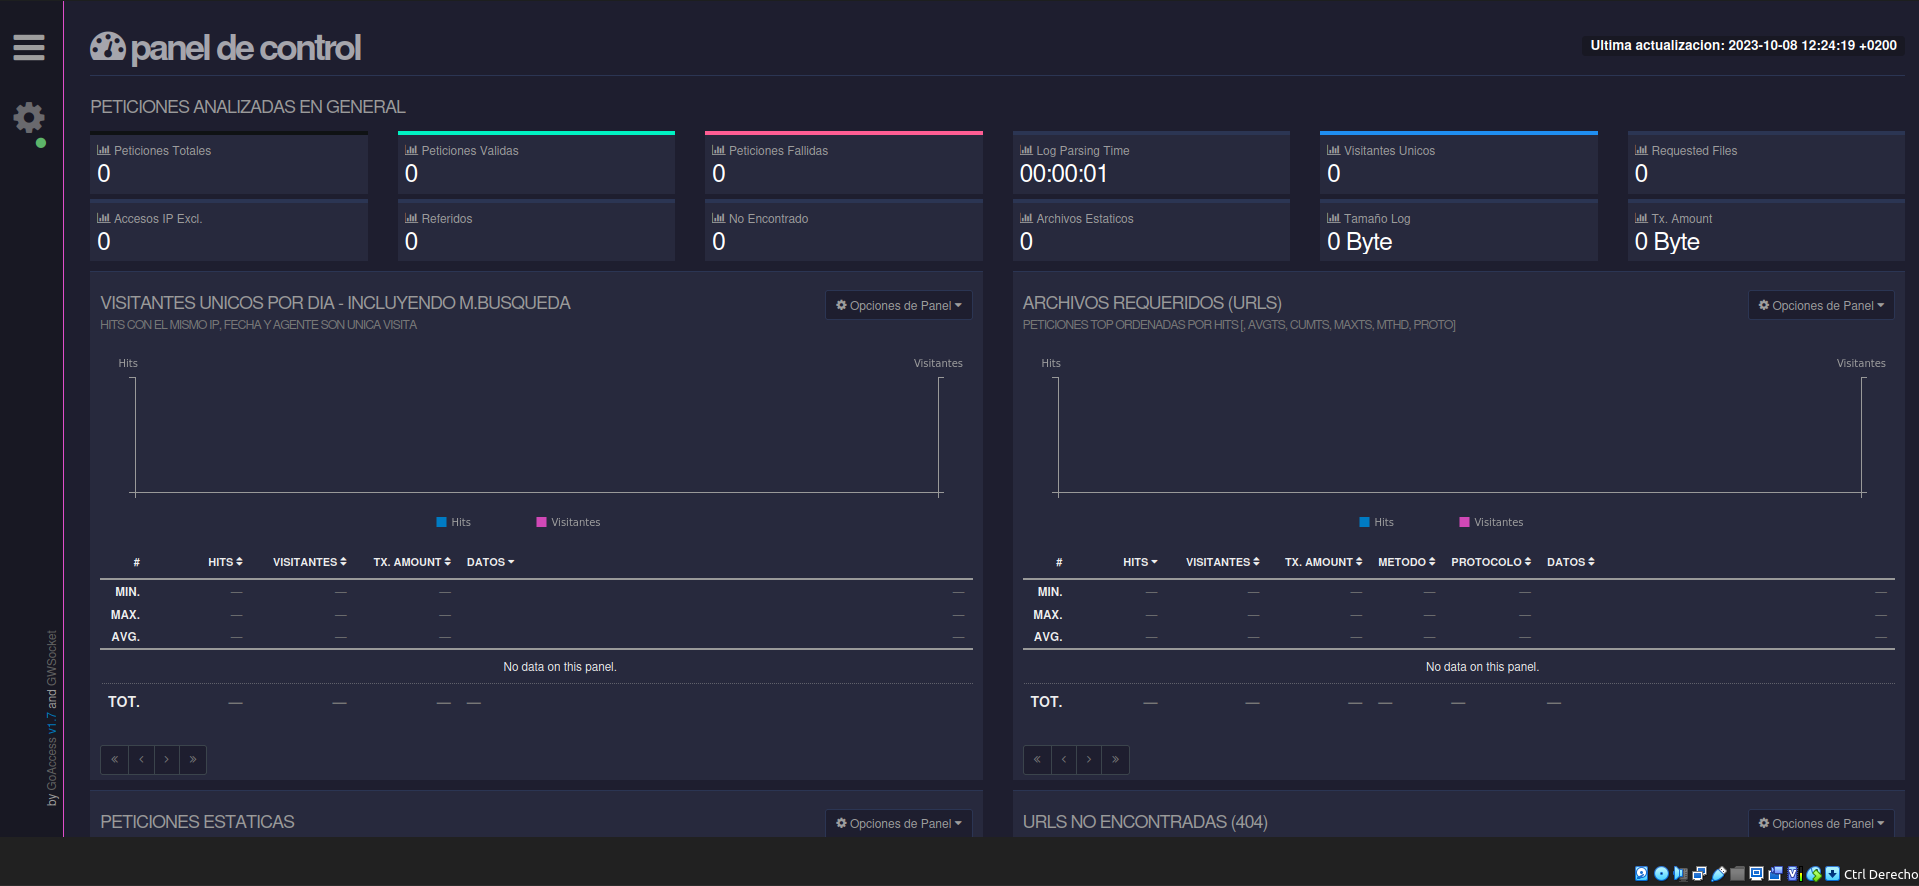 panel de control
Ultima actualizacion: 2023-10-08 12:24:19 +0200
PETICIONES ANALIZADAS EN GENERAL
Peticiones Totales
0
Peticiones Validas
0
Peticiones Fallidas
0
Log Parsing Time
00:00:01
Visitantes Unicos
0
Requested Files
0
Accesos IP Excl.
0
Referidos
0
No Encontrado
0
Archivos Estaticos
0
Tamaño Log
0 Byte
Tx. Amount
0 Byte
VISITANTES UNICOS POR DIA - INCLUYENDO M.BUSQUEDA
Opciones de Panel
HITS CON EL MISMO IP, FECHA Y AGENTE SON UNICA VISITA
Hits Visitantes
Hits Visitantes
# HITS VISITANTES TX. AMOUNT DATOS
MIN. — — — —
MAX. — — — —
AVG. — — — —
No data on this panel.
TOT. — — — —
« ‹ › »
ARCHIVOS REQUERIDOS (URLS)
Opciones de Panel
PETICIONES TOP ORDENADAS POR HITS [, AVGTS, CUMTS, MAXTS, MTHD, PROTO]
Hits Visitantes
Hits Visitantes
# HITS VISITANTES TX. AMOUNT METODO PROTOCOLO DATOS
MIN. — — — — — —
MAX. — — — — — —
AVG. — — — — — —
No data on this panel.
TOT. — — — — — —
« ‹ › »
PETICIONES ESTATICAS
Opciones de Panel
URLS NO ENCONTRADAS (404)
Opciones de Panel
by GoAccess v1.7 and GWSocket
Ctrl Derecho